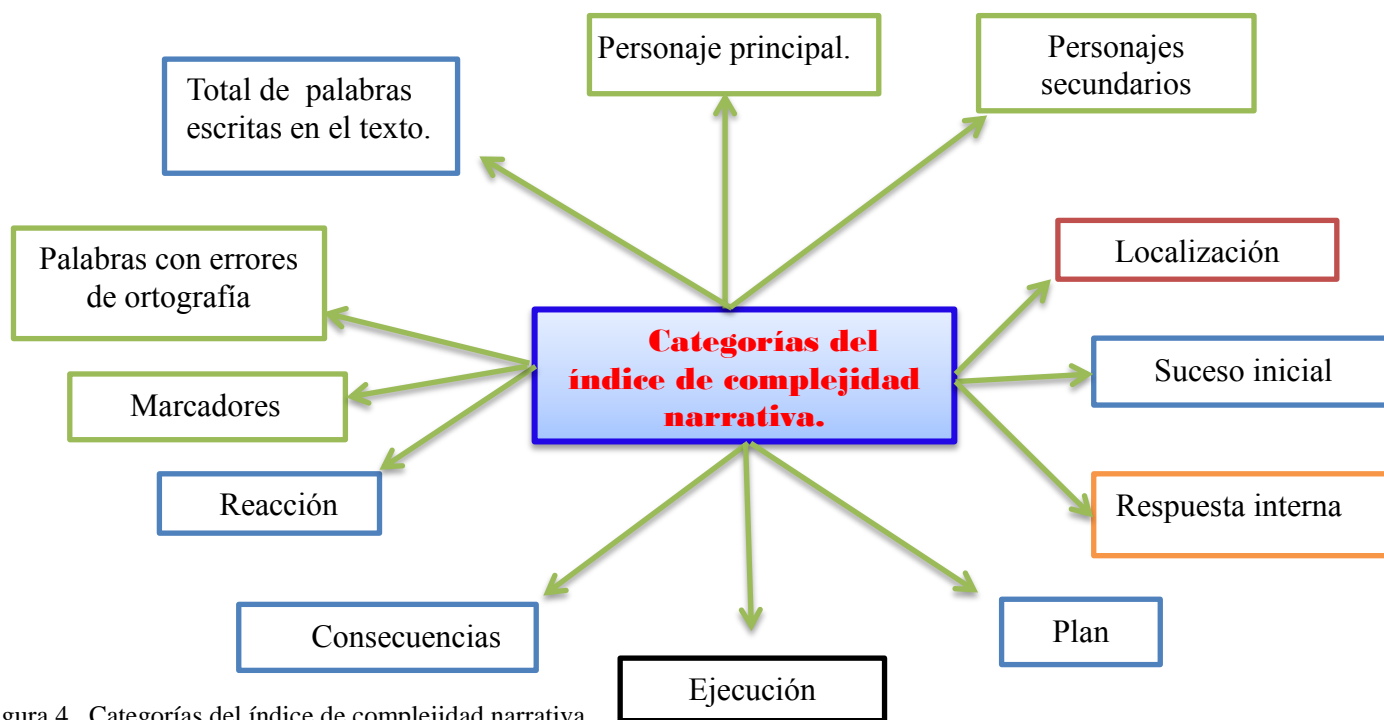 Personaje principal.
Personajes
secundarios
Total de palabras
escritas en el texto.
Localización
Palabras con errores
de ortografía
Categorías del
índice de complejidad
narrativa.
Suceso inicial
Marcadores
Reacción
Respuesta interna
Consecuencias
Plan
Ejecución
gura 4. Categorías del índice de complejidad narrativa